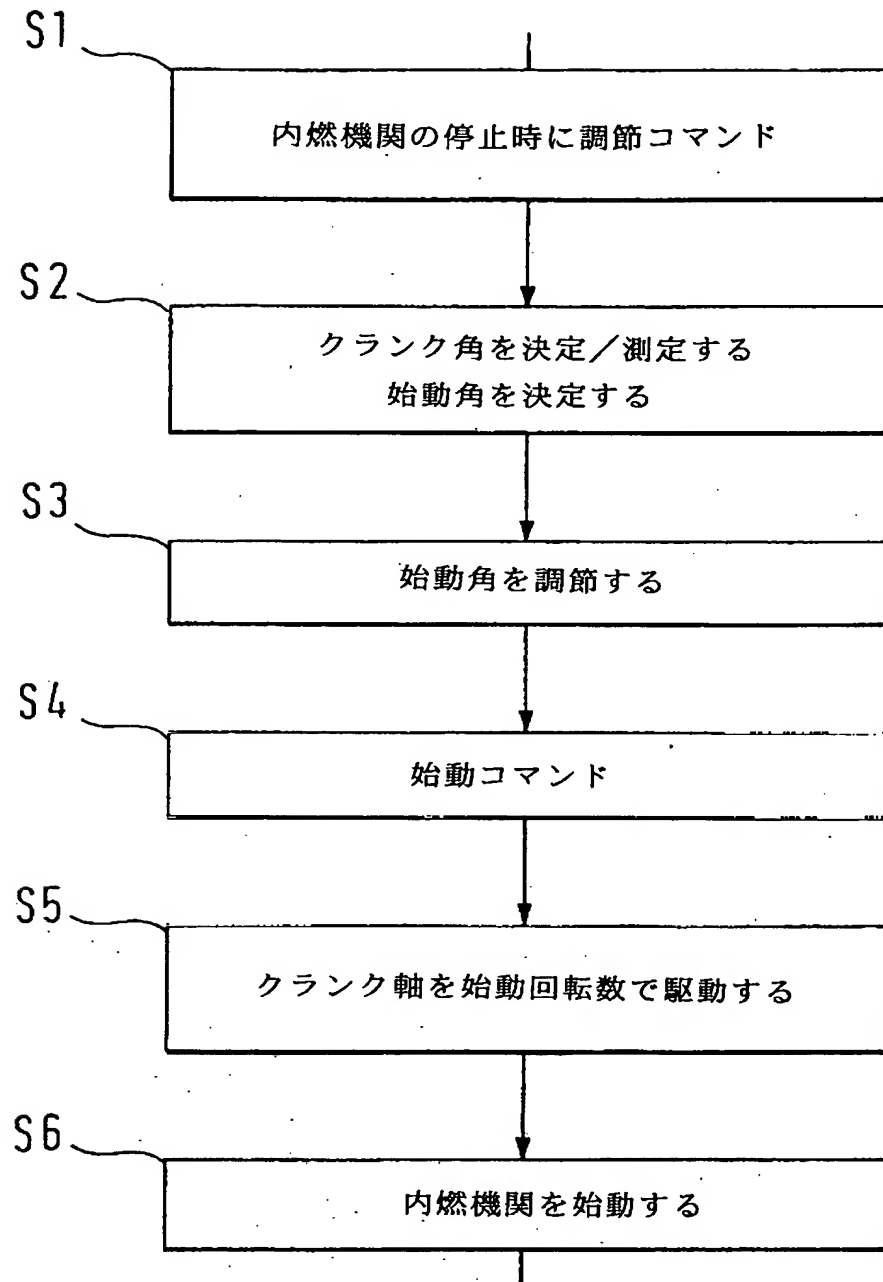 S1
内燃機関の停止時に調節コマンド
S2
クランク角を決定／測定する
始動角を決定する
S3
始動角を調節する
S4
始動コマンド
S5
クランク軸を始動回転数で駆動する
S6
内燃機関を始動する